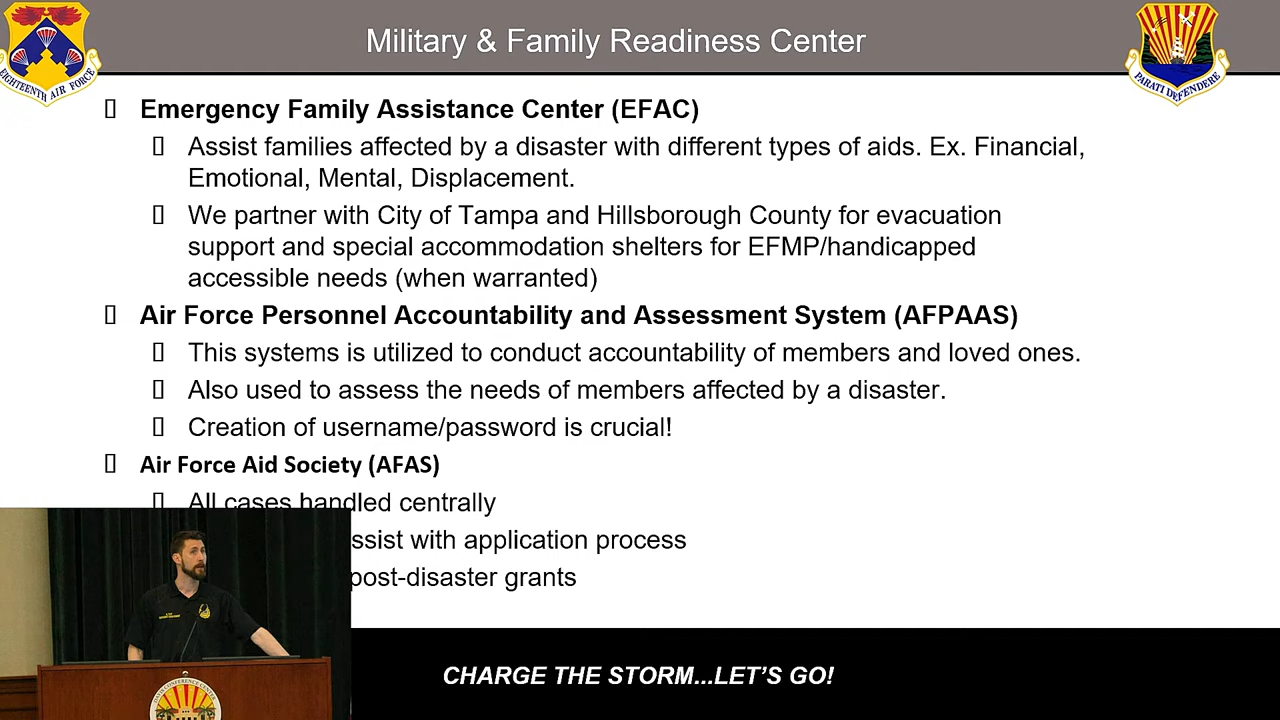 Military & Family Readiness Center
EIGHTEENTH AIR FORCE
PARATI DEFENDERE
Emergency Family Assistance Center (EFAC)
Assist families affected by a disaster with different types of aids. Ex. Financial,
Emotional, Mental, Displacement.
We partner with City of Tampa and Hillsborough County for evacuation
support and special accommodation shelters for EFMP/handicapped
accessible needs (when warranted)
Air Force Personnel Accountability and Assessment System (AFPAAS)
This systems is utilized to conduct accountability of members and loved ones.
Also used to assess the needs of members affected by a disaster.
Creation of username/password is crucial!
Air Force Aid Society (AFAS)
All cases handled centrally
ssist with application process
post-disaster grants
CONFERENCE CENTER
CHARGE THE STORM...LET'S GO!